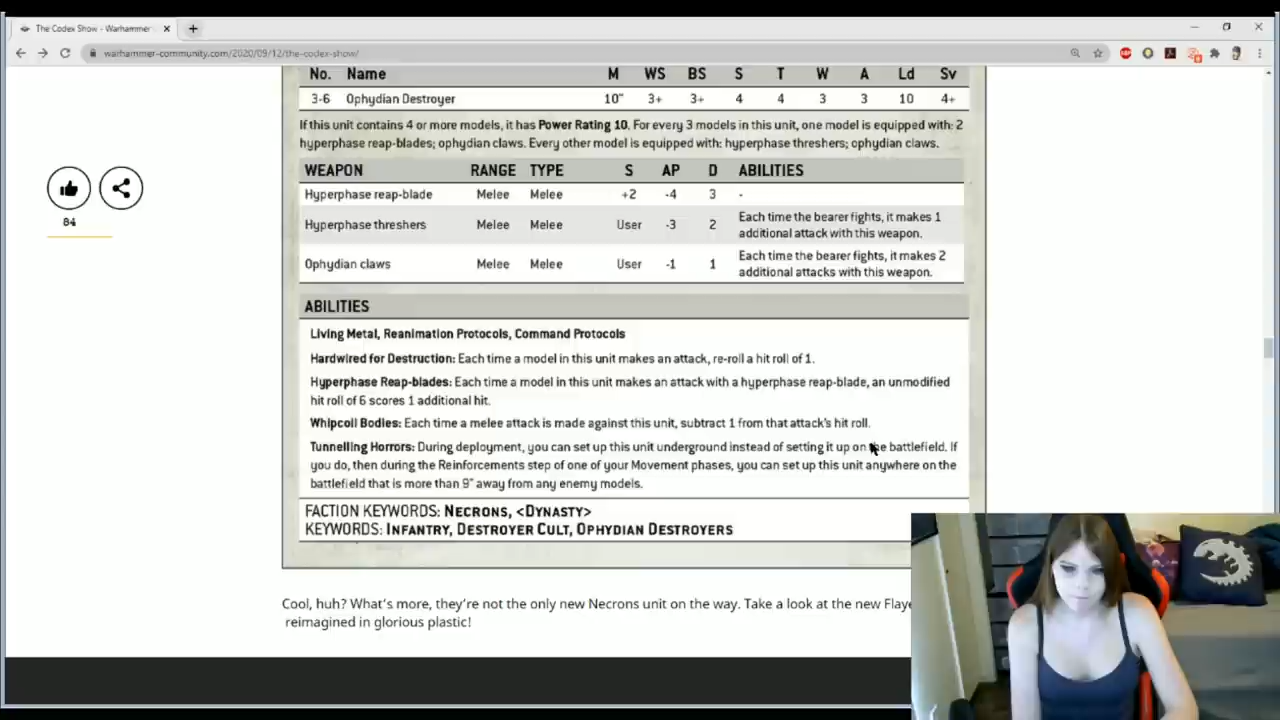 The Codex Show - Warhammer
warhammer-community.com/2020/09/12/the-codex-show/
No. Name M WS BS S T W A Ld Sv
3-6 Ophydian Destroyer 10" 3+ 3+ 4 4 3 3 10 4+
If this unit contains 4 or more models, it has Power Rating 10. For every 3 models in this unit, one model is equipped with: 2
hyperphase reap-blades; ophydian claws. Every other model is equipped with: hyperphase threshers; ophydian claws.
WEAPON RANGE TYPE S AP D ABILITIES
Hyperphase reap-blade Melee Melee +2 -4 3 -
Hyperphase threshers Melee Melee User -3 2 Each time the bearer fights, it makes 1
additional attack with this weapon.
Ophydian claws Melee Melee User -1 1 Each time the bearer fights, it makes 2
additional attacks with this weapon.
84
ABILITIES
Living Metal, Reanimation Protocols, Command Protocols
Hardwired for Destruction: Each time a model in this unit makes an attack, re-roll a hit roll of 1.
Hyperphase Reap-blades: Each time a model in this unit makes an attack with a hyperphase reap-blade, an unmodified
hit roll of 6 scores 1 additional hit.
Whipcoil Bodies: Each time a melee attack is made against this unit, subtract 1 from that attack's hit roll.
Tunnelling Horrors: During deployment, you can set up this unit underground instead of setting it up on the battlefield. If
you do, then during the Reinforcements step of one of your Movement phases, you can set up this unit anywhere on the
battlefield that is more than 9" away from any enemy models.
FACTION KEYWORDS: NECRONS, <DYNASTY>
KEYWORDS: INFANTRY, DESTROYER CULT, OPHYDIAN DESTROYERS
Cool, huh? What's more, they're not the only new Necrons unit on the way. Take a look at the new Flaye
reimagined in glorious plastic!